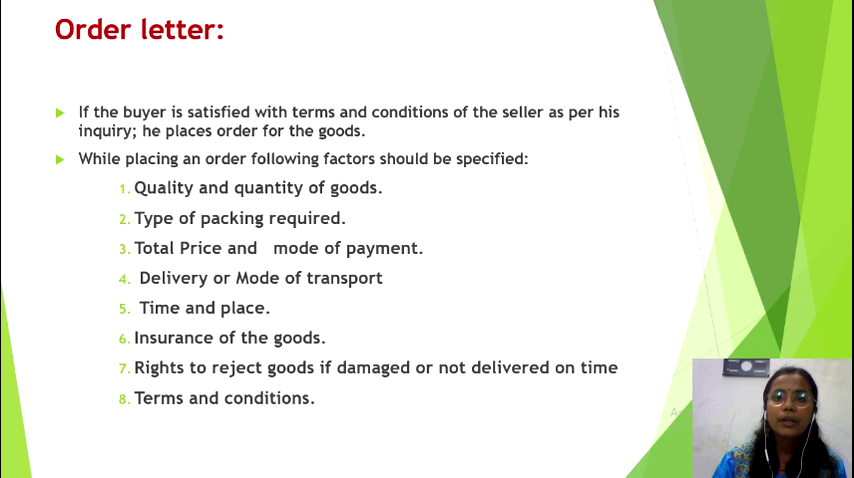 Order letter:
If the buyer is satisfied with terms and conditions of the seller as per his
inquiry; he places order for the goods.
While placing an order following factors should be specified:
1. Quality and quantity of goods.
2. Type of packing required.
3. Total Price and   mode of payment.
4. Delivery or Mode of transport
5. Time and place.
6. Insurance of the goods.
7. Rights to reject goods if damaged or not delivered on time
8. Terms and conditions.